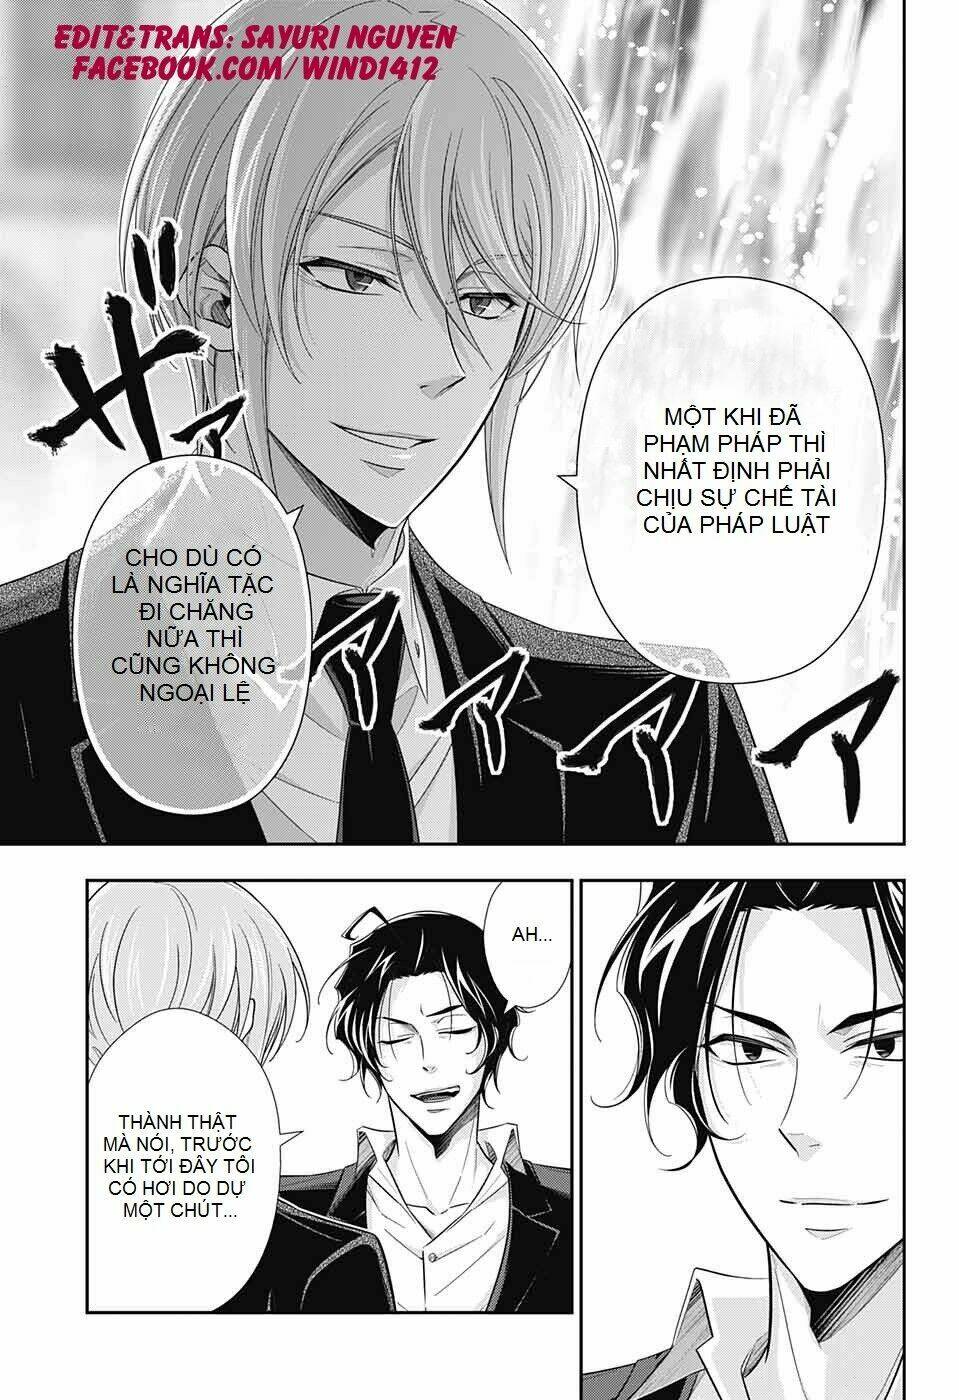 EDIT&TRANS: SAYURI NGUYEN
FACEBOOK.COM/WIND1412
MỘT KHI ĐÃ
PHẠM PHÁP THÌ
NHẤT ĐỊNH PHẢI
CHỊU SỰ CHẾ TÀI
CỦA PHÁP LUẬT
CHO DÙ CÓ
LÀ NGHĨA TẶC
ĐI CHĂNG
NỮA THÌ
CŨNG KHÔNG
NGOẠI LỆ
ザァ
アアア
AH...
THÀNH THẬT
MÀ NÓI, TRƯỚC
KHI TỚI ĐÂY TÔI
CÓ HƠI DO DỰ
MỘT CHÚT...